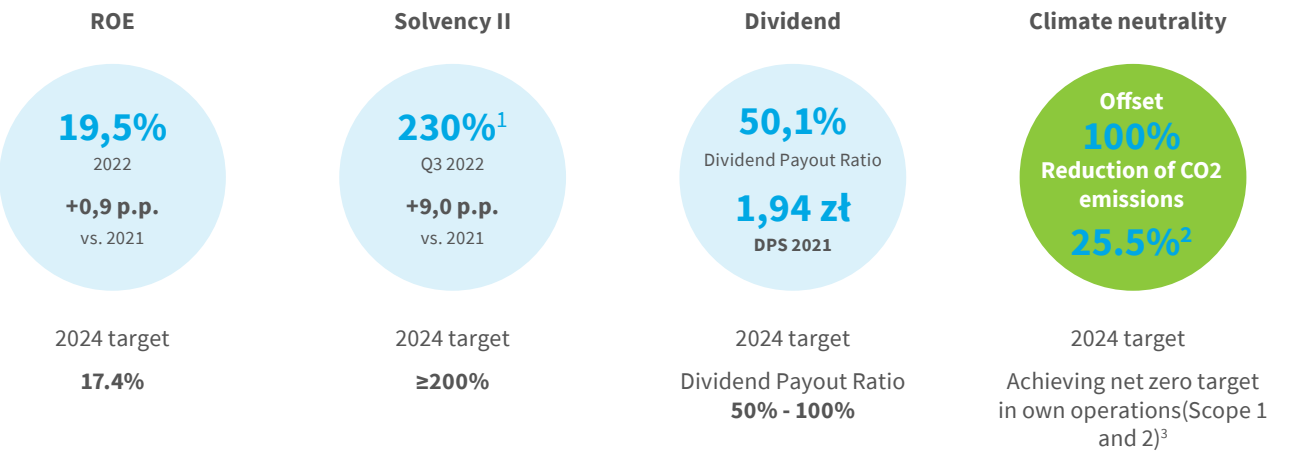 ROE
19,5%
2022
+0,9 p.p.
vs. 2021
2024 target
17.4%
Solvency II
230%¹
Q3 2022
+9,0 p.p.
vs. 2021
2024 target
≥200%
Dividend
50,1%
Dividend Payout Ratio
1,94 zł
DPS 2021
2024 target
Dividend Payout Ratio
50% - 100%
Climate neutrality
Offset
100%
Reduction of CO2
emissions
25.5%²
2024 target
Achieving net zero target
in own operations(Scope 1
and 2)³